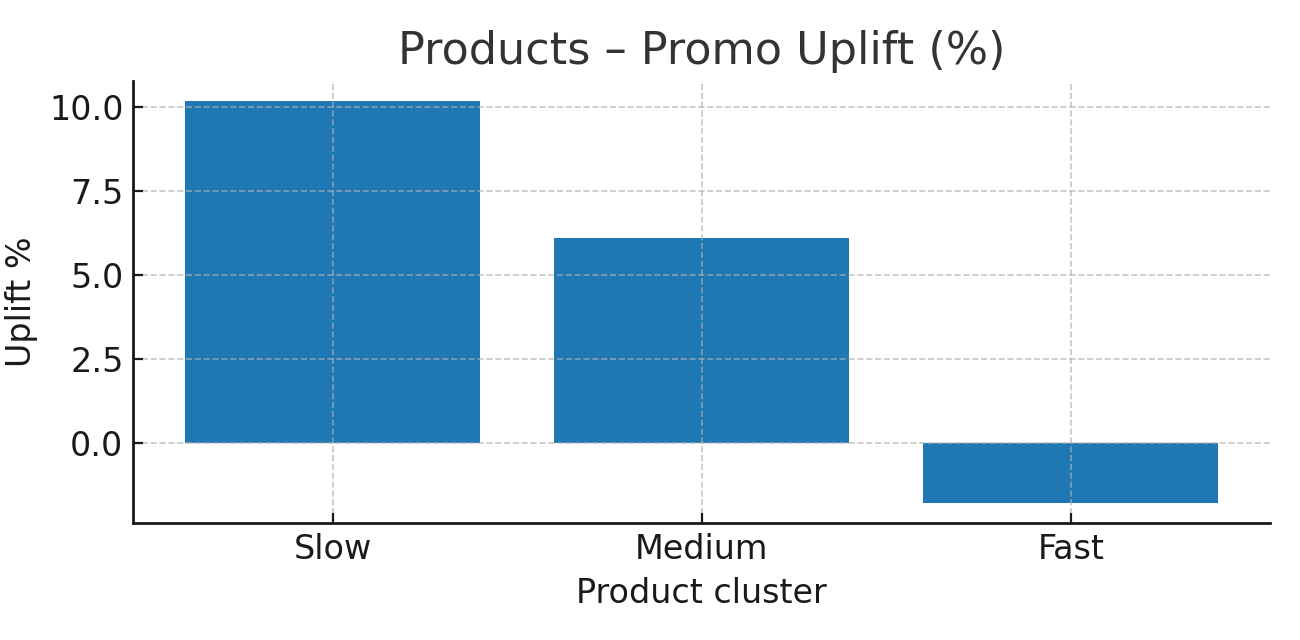 Products – Promo Uplift (%)
Uplift %
10.0
7.5
5.0
2.5
0.0
Slow Medium Fast
Product cluster